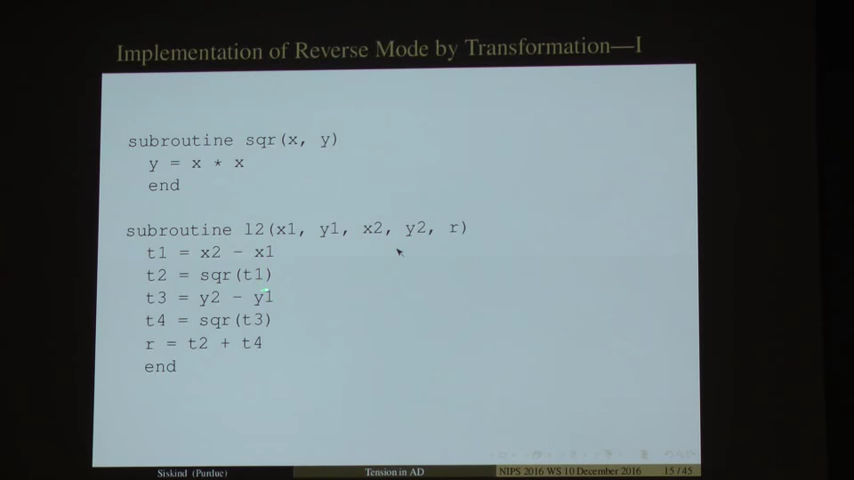 Implementation of Reverse Mode by Transformation—I
subroutine sqr(x, y)
y = x * x
end
subroutine l2(x1, y1, x2, y2, r)
t1 = x2 - x1
t2 = sqr(t1)
t3 = y2 - y1
t4 = sqr(t3)
r = t2 + t4
end
Siskind (Purdue) Tension in AD NIPS 2016 WS 10 December 2016 15 / 45